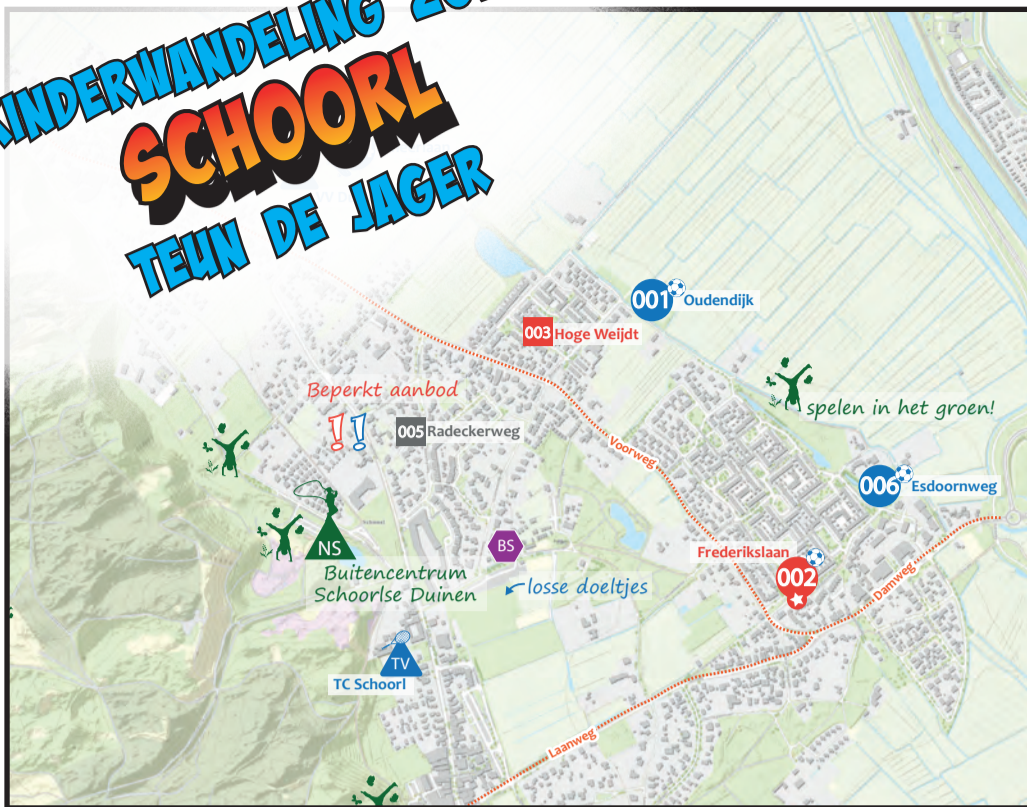 KINDERWANDELING
SCHOORL
TEUN DE JAGER
001 Oudendijk
003 Hoge Weijdt
Beperkt aanbod
!!
005 Radeckerweg
spelen in het groen!
Voorweg
006 Esdoornweg
NS
BS
Frederikslaan
002
Buitencentrum
Schoorlse Duinen
losse doeltjes
Damweg
TV
TC Schoorl
Laanweg